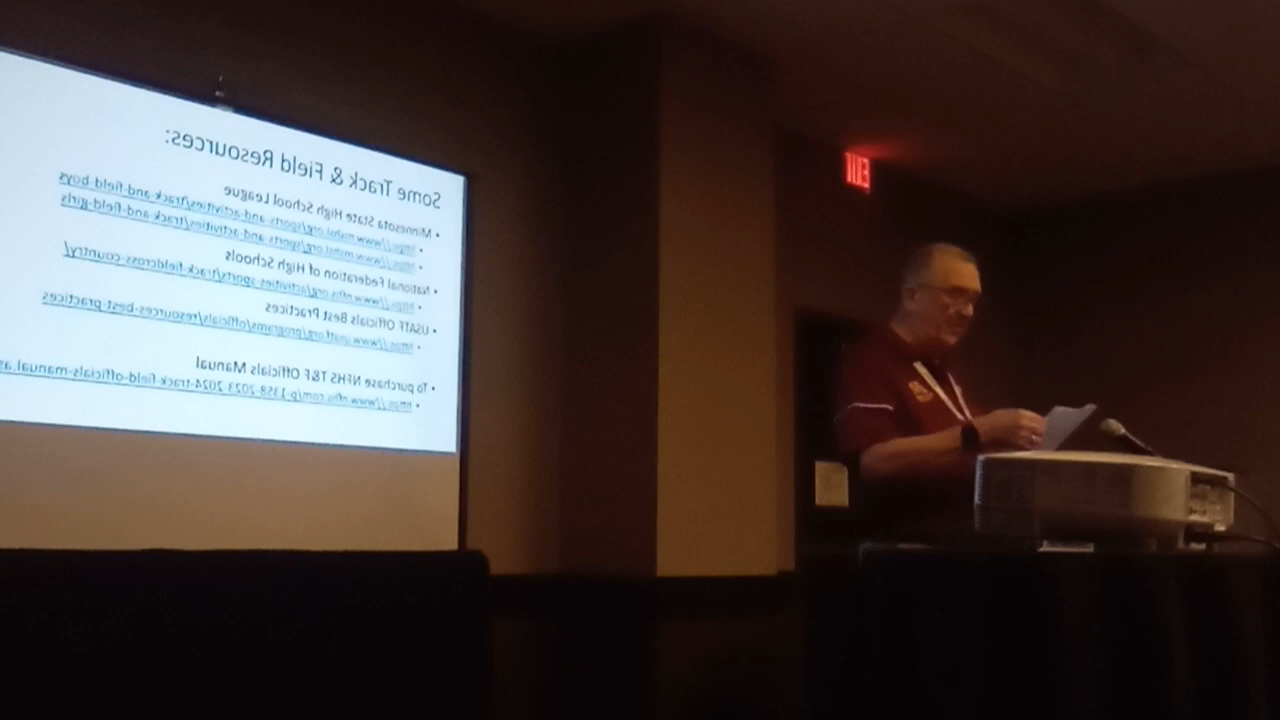 Some Track & Field Resources:
• Minnesota State High School League
• https://www.mshsl.org/sports-and-activities/track-and-field-boys
• https://www.mshsl.org/sports-and-activities/track-and-field-girls
• National Federation of High Schools
• https://www.nfhs.org/activities-sports/track-fieldcross-country/
• USATF Officials Best Practices
• https://www.usatf.org/programs/officials/resources/best-practices
• To purchase NFHS T&F Officials Manual
• https://www.nfhs.com/p-1358-2023-2024-track-field-officials-manual.as
EXIT